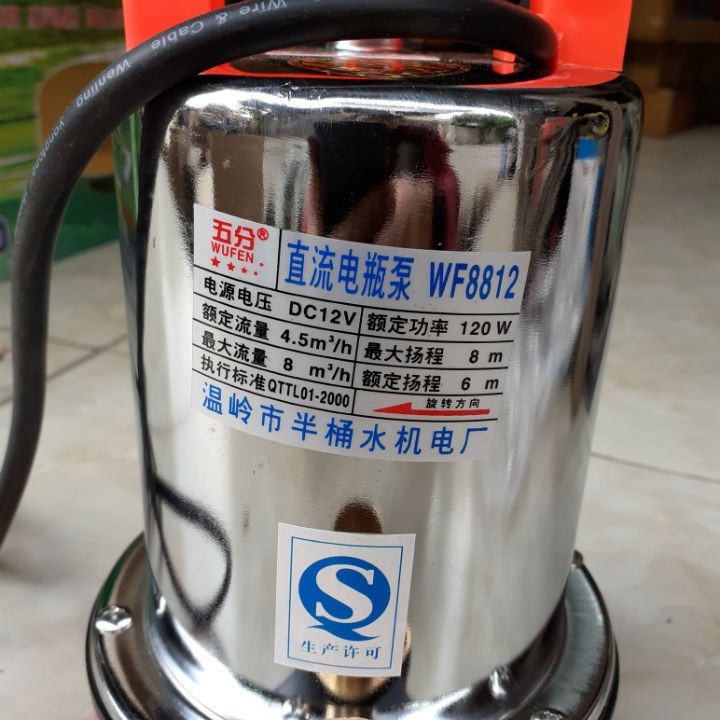 Wenling yonglong Wire & Cable
五分®
WUFEN
直流电瓶泵 WF8812
电源电压 DC12V 额定功率 120 W
额定流量 4.5m³/h 最大扬程 8 m
最大流量 8 m³/h 额定扬程 6 m
执行标准 QTTL01-2000 旋转方向
温岭市半桶水机电厂
QS
生产许可